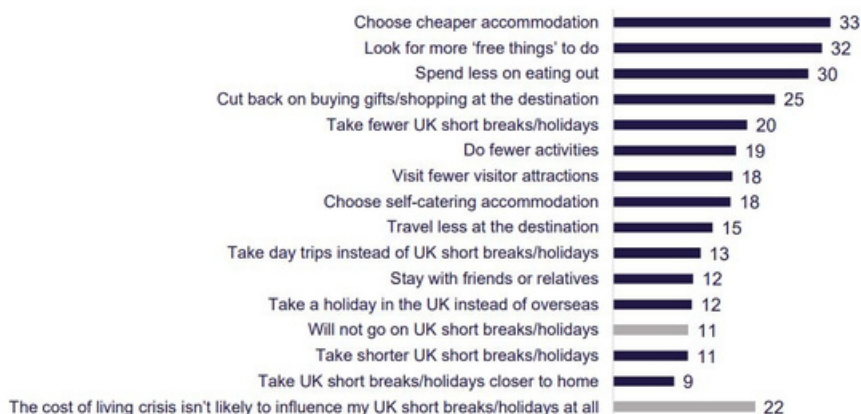 Choose cheaper accommodation 33
Look for more ‘free things’ to do 32
Spend less on eating out 30
Cut back on buying gifts/shopping at the destination 25
Take fewer UK short breaks/holidays 20
Do fewer activities 19
Visit fewer visitor attractions 18
Choose self-catering accommodation 18
Travel less at the destination 15
Take day trips instead of UK short breaks/holidays 13
Stay with friends or relatives 12
Take a holiday in the UK instead of overseas 12
Will not go on UK short breaks/holidays 11
Take shorter UK short breaks/holidays 11
Take UK short breaks/holidays closer to home 9
The cost of living crisis isn’t likely to influence my UK short breaks/holidays at all 22